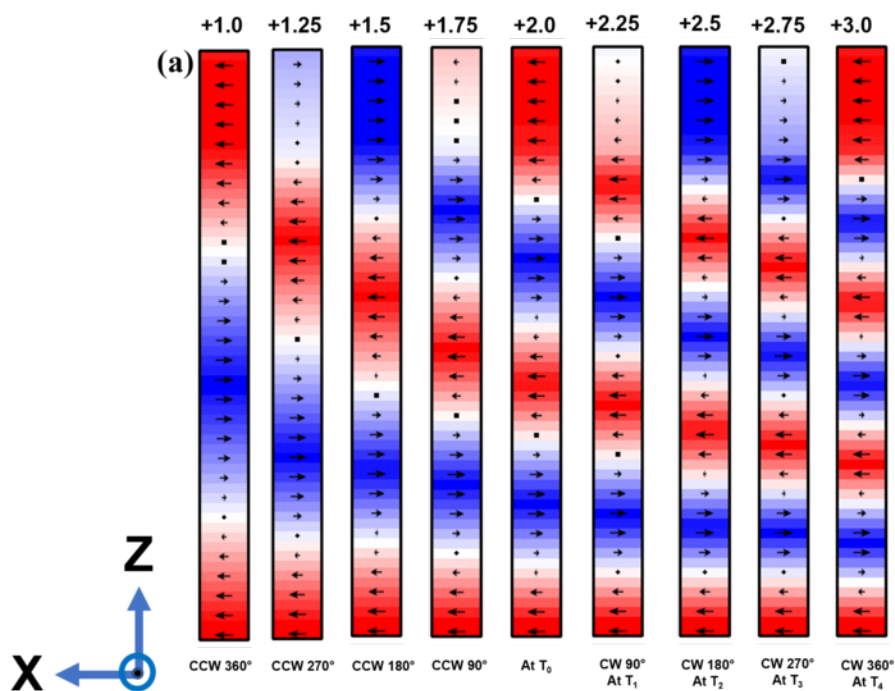 +1.0 +1.25 +1.5 +1.75 +2.0 +2.25 +2.5 +2.75 +3.0
(a)
Z
X
CCW 360° CCW 270° CCW 180° CCW 90° At T₀ CW 90° CW 180° CW 270° CW 360°
At T₁ At T₂ At T₃ At T₄